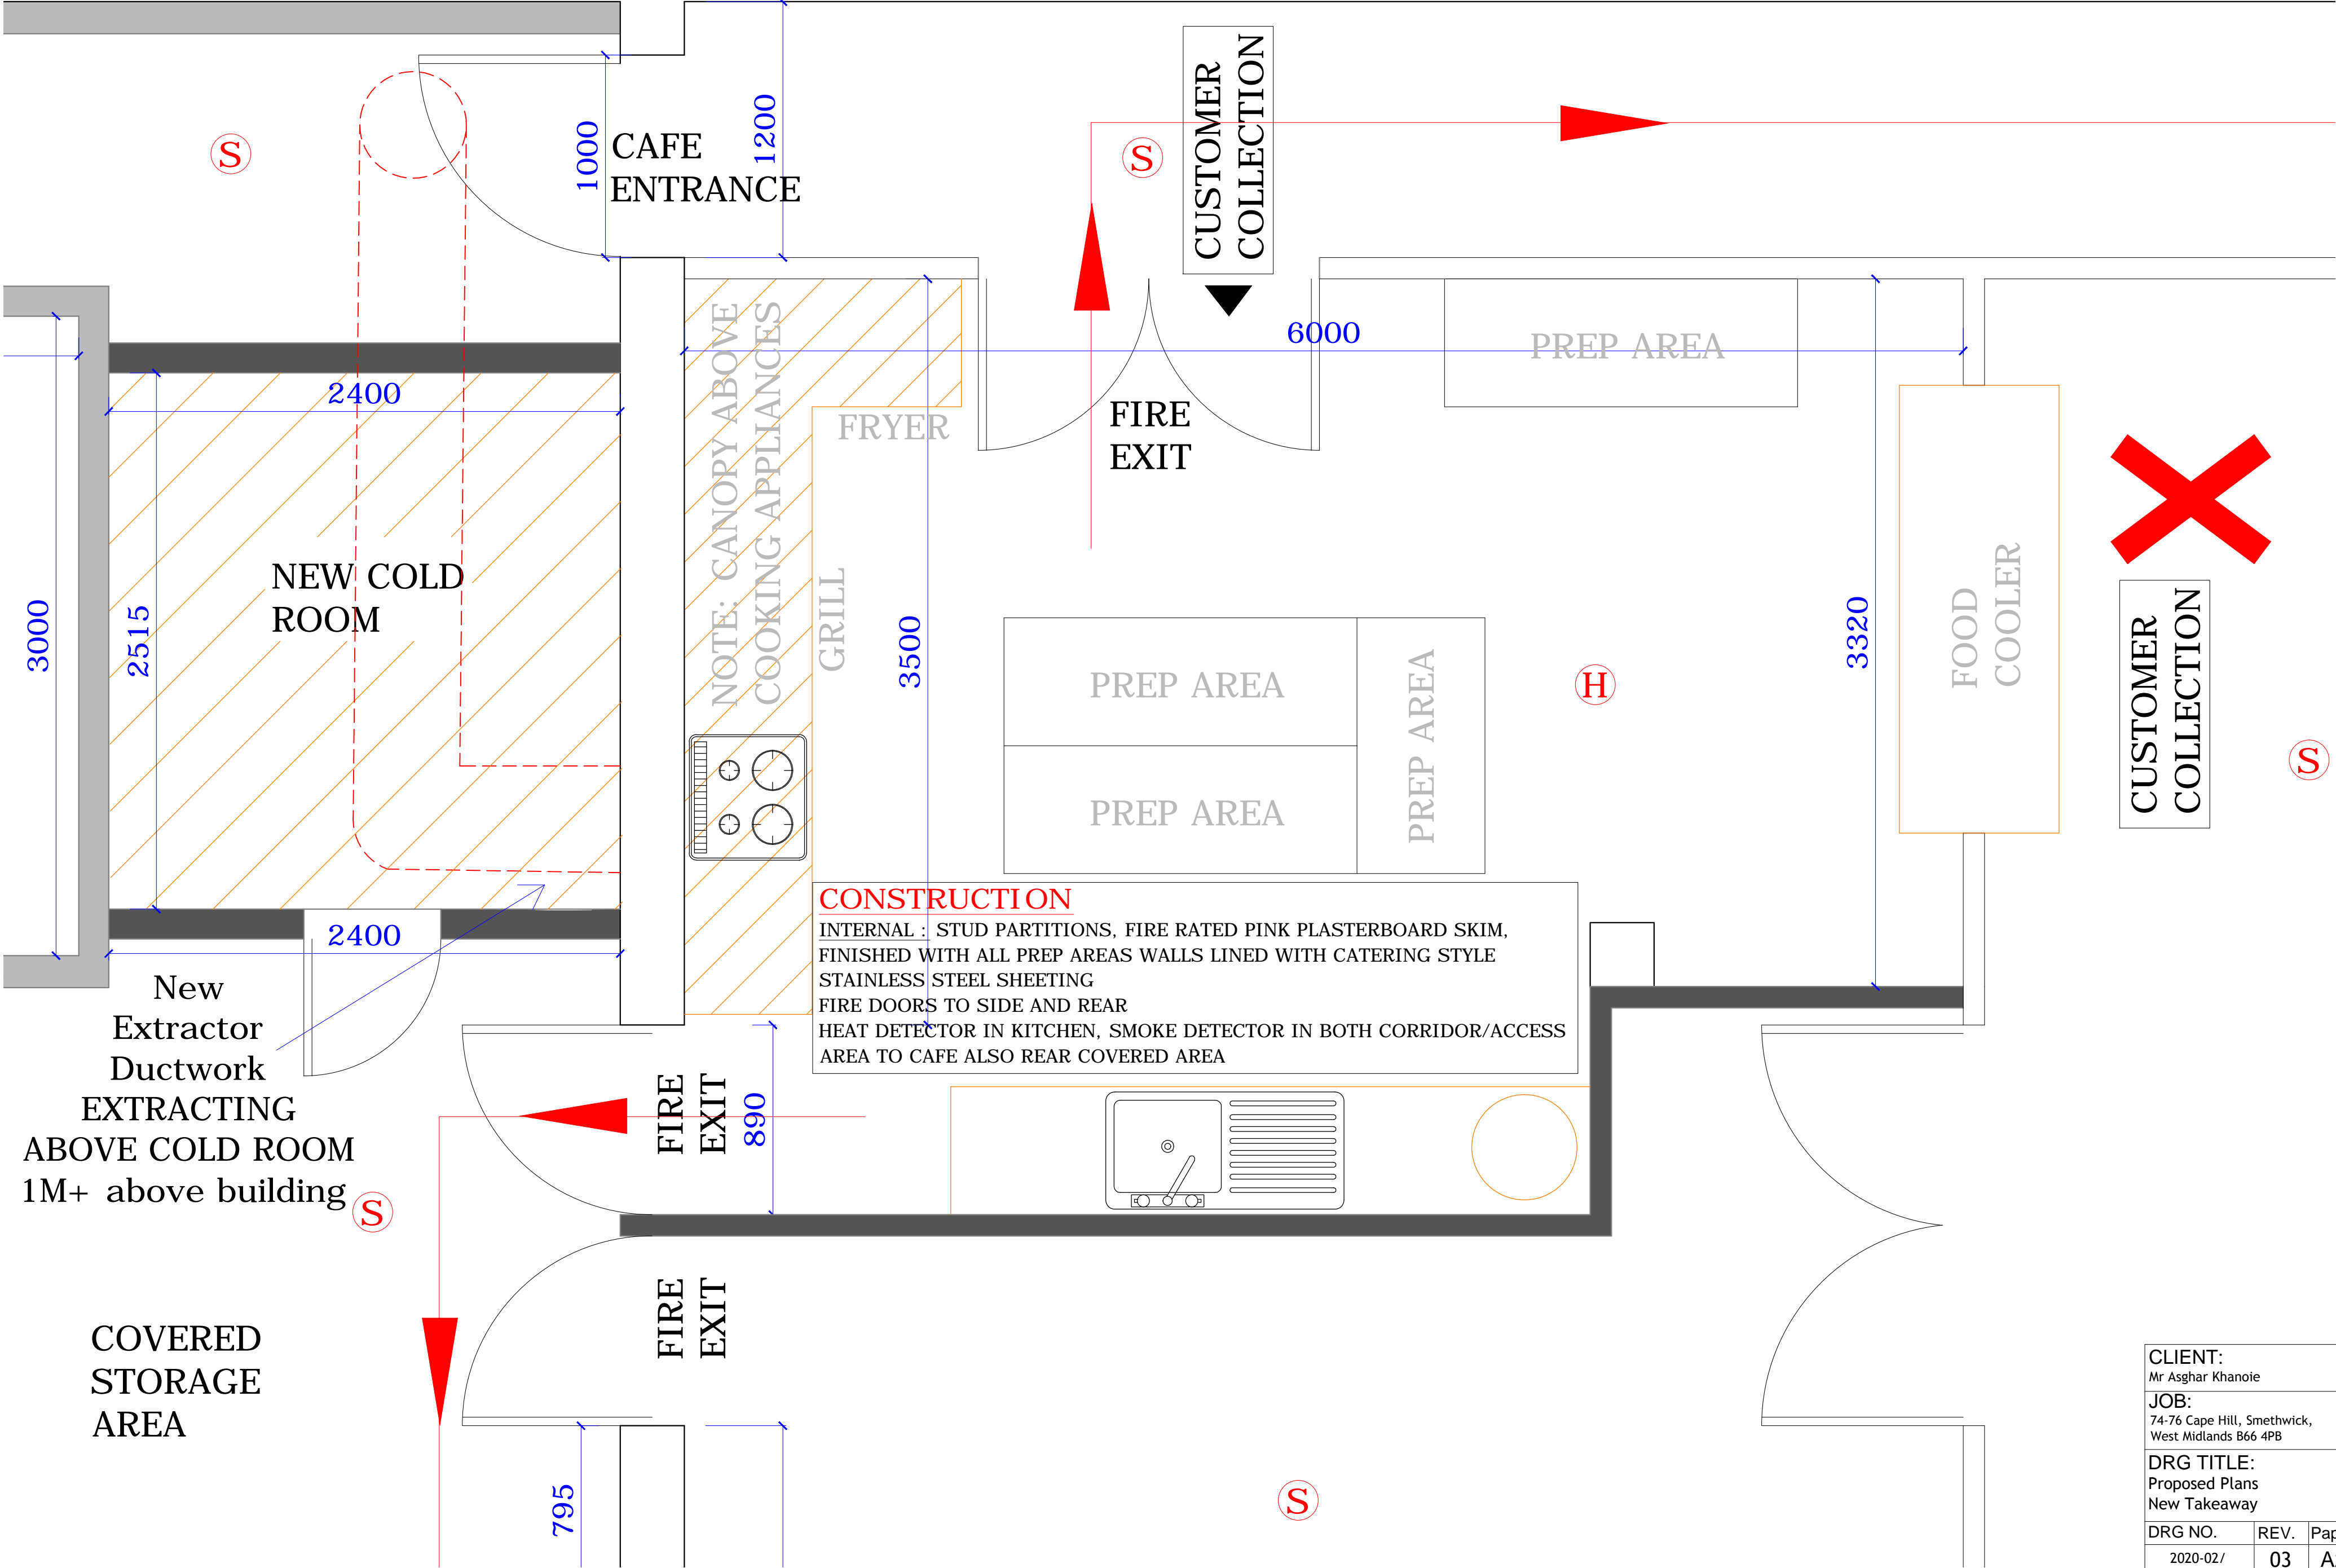 S
1000
CAFE
ENTRANCE
1200
S
CUSTOMER
COLLECTION
6000
PREP AREA
2400
NOTE: CANOPY ABOVE
COOKING APPLIANCES
FRYER
FIRE
EXIT
NEW COLD
ROOM
3000
2515
GRILL
3500
PREP AREA
PREP AREA
PREP AREA
H
3320
FOOD
COOLER
CUSTOMER
COLLECTION
S
CONSTRUCTION
INTERNAL : STUD PARTITIONS, FIRE RATED PINK PLASTERBOARD SKIM,
FINISHED WITH ALL PREP AREAS WALLS LINED WITH CATERING STYLE
STAINLESS STEEL SHEETING
FIRE DOORS TO SIDE AND REAR
HEAT DETECTOR IN KITCHEN, SMOKE DETECTOR IN BOTH CORRIDOR/ACCESS
AREA TO CAFE ALSO REAR COVERED AREA
2400
New
Extractor
Ductwork
EXTRACTING
ABOVE COLD ROOM
1M+ above building
S
FIRE
EXIT
890
FIRE
EXIT
COVERED
STORAGE
AREA
795
S
CLIENT:
Mr Asghar Khanoie
JOB:
74-76 Cape Hill, Smethwick,
West Midlands B66 4PB
DRG TITLE:
Proposed Plans
New Takeaway
DRG NO.
REV.
2020-02/
03